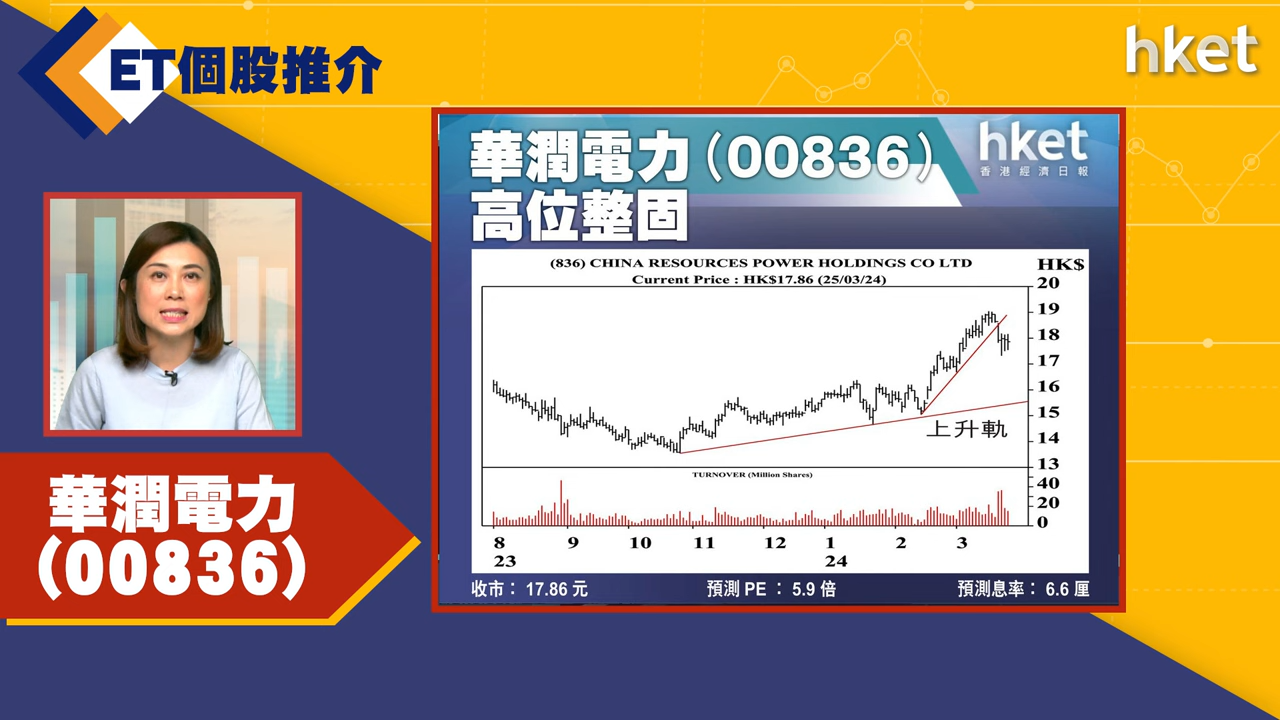 ET個股推介
hket
華潤電力(00836)
高位整固
hket
香港經濟日報
(836) CHINA RESOURCES POWER HOLDINGS CO LTD
Current Price : HK$17.86 (25/03/24)
HK$
20
19
18
17
16
15
14
13
上升軌
TURNOVER (Million Shares)
40
20
0
8 9 10 11 12 1 2 3
23 24
收市： 17.86 元 預測 PE ： 5.9 倍 預測息率： 6.6 厘
華潤電力
(00836)